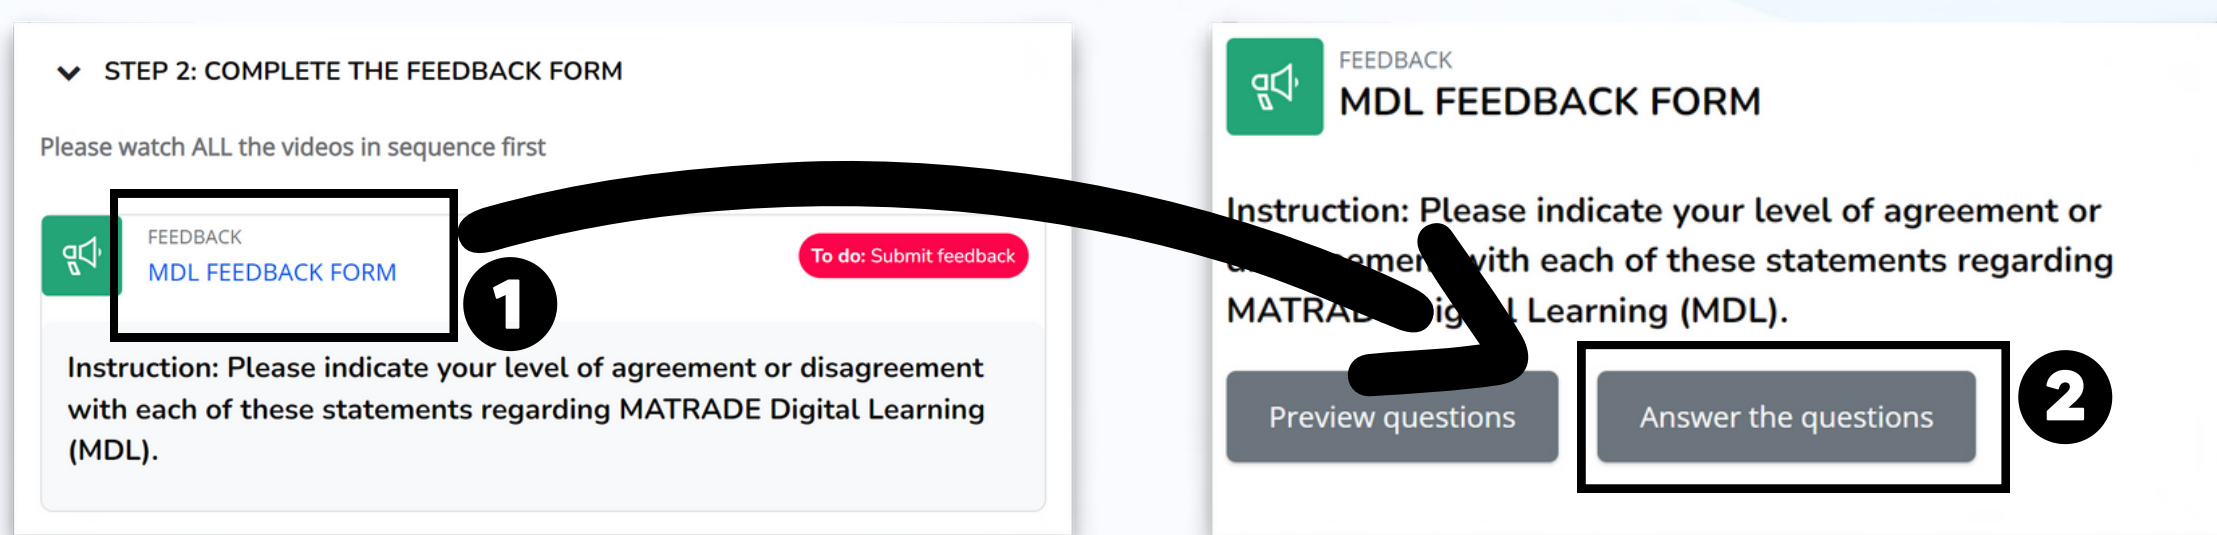 STEP 2: COMPLETE THE FEEDBACK FORM
Please watch ALL the videos in sequence first
FEEDBACK
MDL FEEDBACK FORM
To do: Submit feedback
1
Instruction: Please indicate your level of agreement or disagreement
with each of these statements regarding MATRADE Digital Learning
(MDL).
FEEDBACK
MDL FEEDBACK FORM
Instruction: Please indicate your level of agreement or
with each of these statements regarding
Learning (MDL).
Preview questions
Answer the questions
2